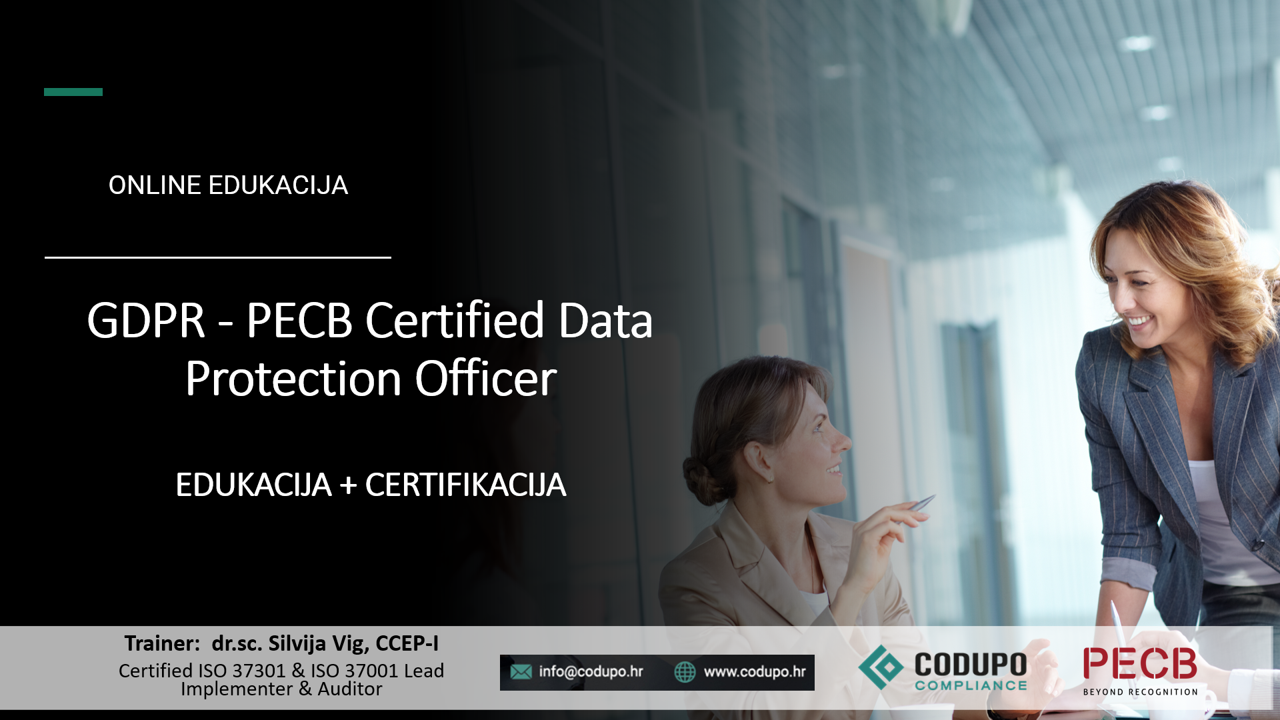 ONLINE EDUKACIJA
GDPR - PECB Certified Data
Protection Officer
EDUKACIJA + CERTIFIKACIJA
Trainer:  dr.sc. Silvija Vig, CCEP-I
Certified ISO 37301 & ISO 37001 Lead
Implementer & Auditor
info@codupo.hr
www.codupo.hr
CODUPO
COMPLIANCE
PECB
BEYOND RECOGNITION